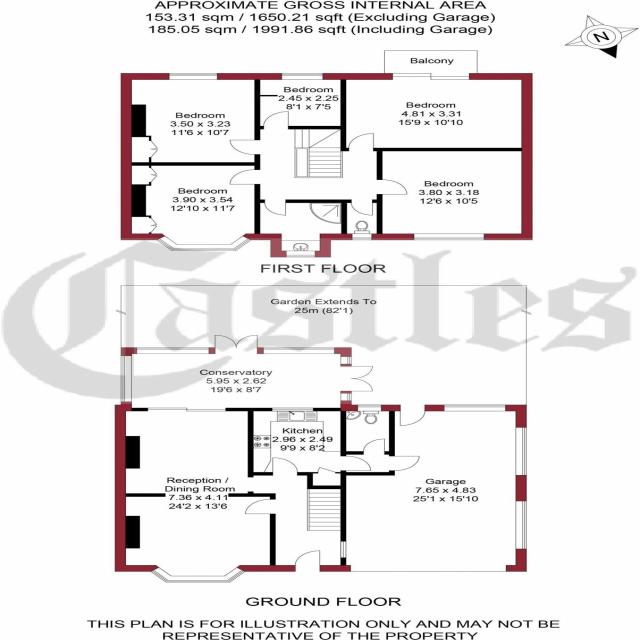 APPROXIMATE GROSS INTERNAL AREA
153.31 sqm / 1650.21 sqft (Excluding Garage)
185.05 sqm / 1991.86 sqft (Including Garage)
N
Balcony
Bedroom
3.50 x 3.23
11'6 x 10'7
Bedroom
2.45 x 2.25
8'1 x 7'5
Bedroom
4.81 x 3.31
15'9 x 10'10
Bedroom
3.90 x 3.54
12'10 x 11'7
Bedroom
3.80 x 3.18
12'6 x 10'5
FIRST FLOOR
Castles
Garden Extends To
25m (82'1)
Conservatory
5.95 x 2.62
19'6 x 8'7
Kitchen
2.96 x 2.49
9'9 x 8'2
Reception /
Dining Room
7.36 x 4.11
24'2 x 13'6
Garage
7.65 x 4.83
25'1 x 15'10
GROUND FLOOR
THIS PLAN IS FOR ILLUSTRATION ONLY AND MAY NOT BE
REPRESENTATIVE OF THE PROPERTY